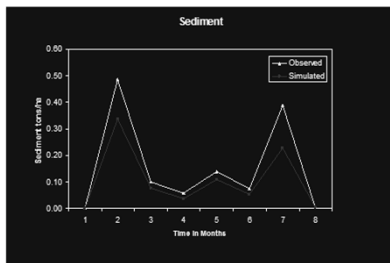 Sediment
Observed
Simulated
Sediment tons/ha
0.60
0.50
0.40
0.30
0.20
0.10
0.00
1 2 3 4 5 6 7 8
Time in Months